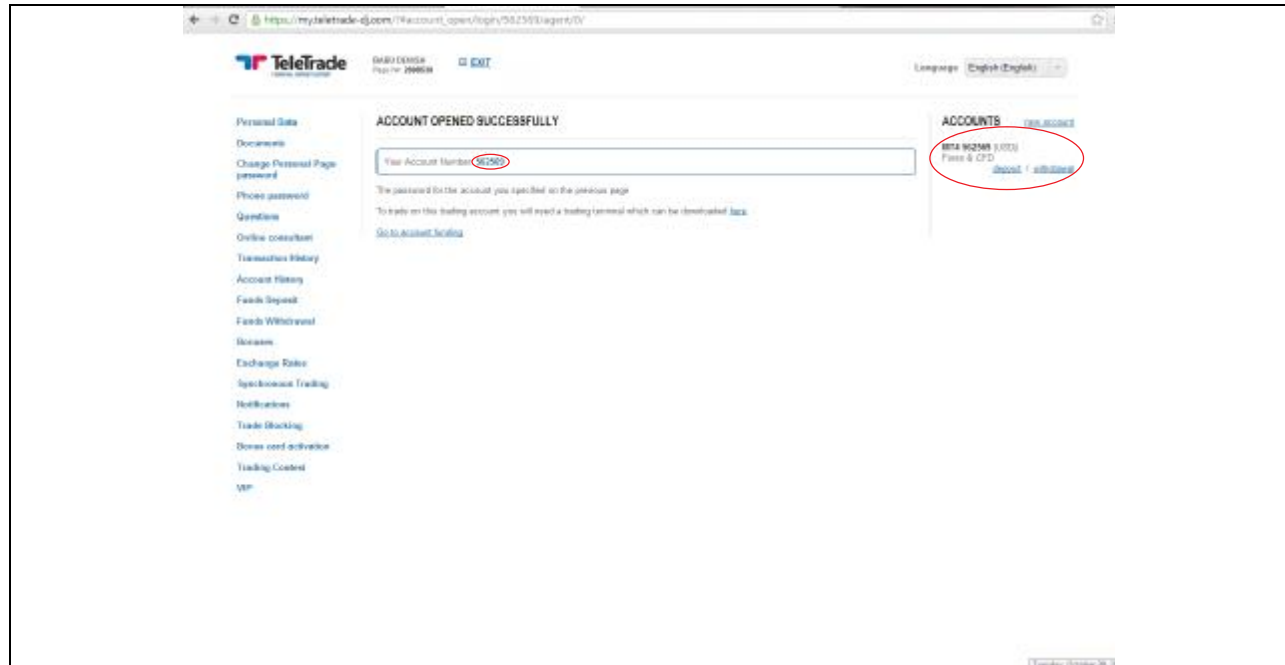 TeleTrade
EXIT
Language English (English)
Personal Data
Documents
Change Personal Page
password
Phone password
Questions
Online consultant
Transaction History
Account History
Funds Deposit
Funds Withdrawal
Bonuses
Exchange Rates
Synchronous Trading
Notifications
Trade Blocking
Bonus card activation
Trading Contest
VIP
ACCOUNT OPENED SUCCESSFULLY
Your Account Number
The password for the account you specified on the previous page
To trade on this trading account you will need a trading terminal which can be downloaded here
Go to account funding
ACCOUNTS new account
(USD)
Forex & CFD
deposit / withdrawal